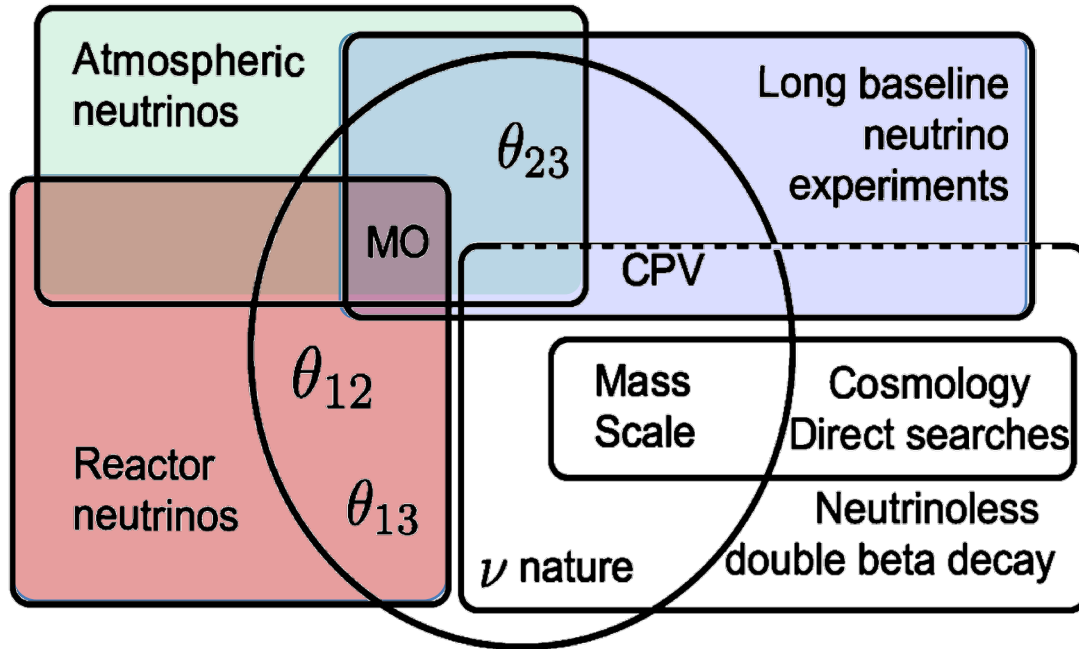 Atmospheric
neutrinos
Long baseline
neutrino
experiments
θ₂₃
MO
CPV
θ₁₂
Mass
Scale
Cosmology
Direct searches
Reactor
neutrinos
θ₁₃
Neutrinoless
double beta decay
ν nature